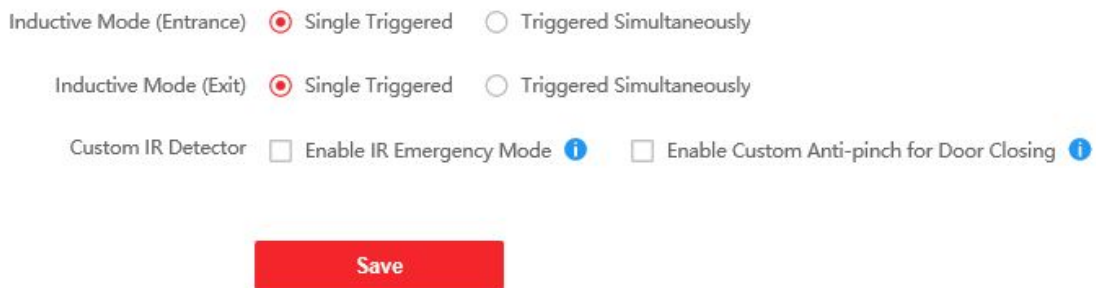 Inductive Mode (Entrance) Single Triggered Triggered Simultaneously
Inductive Mode (Exit) Single Triggered Triggered Simultaneously
Custom IR Detector Enable IR Emergency Mode i Enable Custom Anti-pinch for Door Closing i
Save